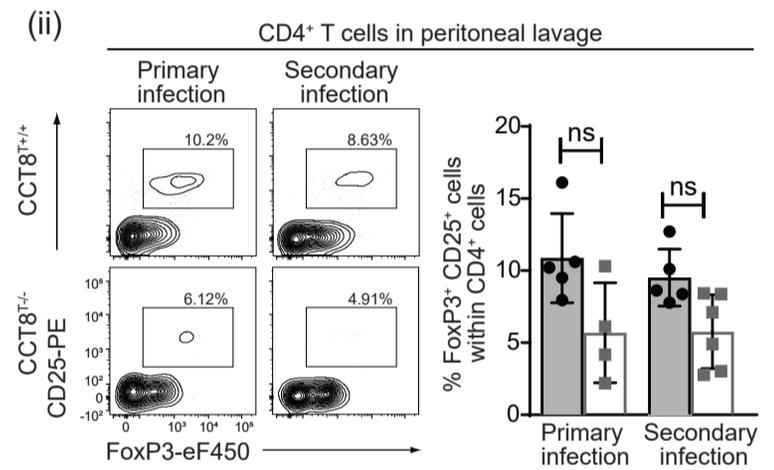 (ii)
CD4⁺ T cells in peritoneal lavage
Primary
infection
Secondary
infection
CCT8ᵀ⁺/⁺
10.2%
8.63%
CCT8ᵀ⁻/⁻
CD25-PE
6.12%
4.91%
10⁵
10⁴
10³
10²
0
-10²
0 10³ 10⁴ 10⁵
FoxP3-eF450
% FoxP3⁺ CD25⁺ cells
within CD4⁺ cells
20
15
10
5
0
ns
ns
Primary
infection
Secondary
infection